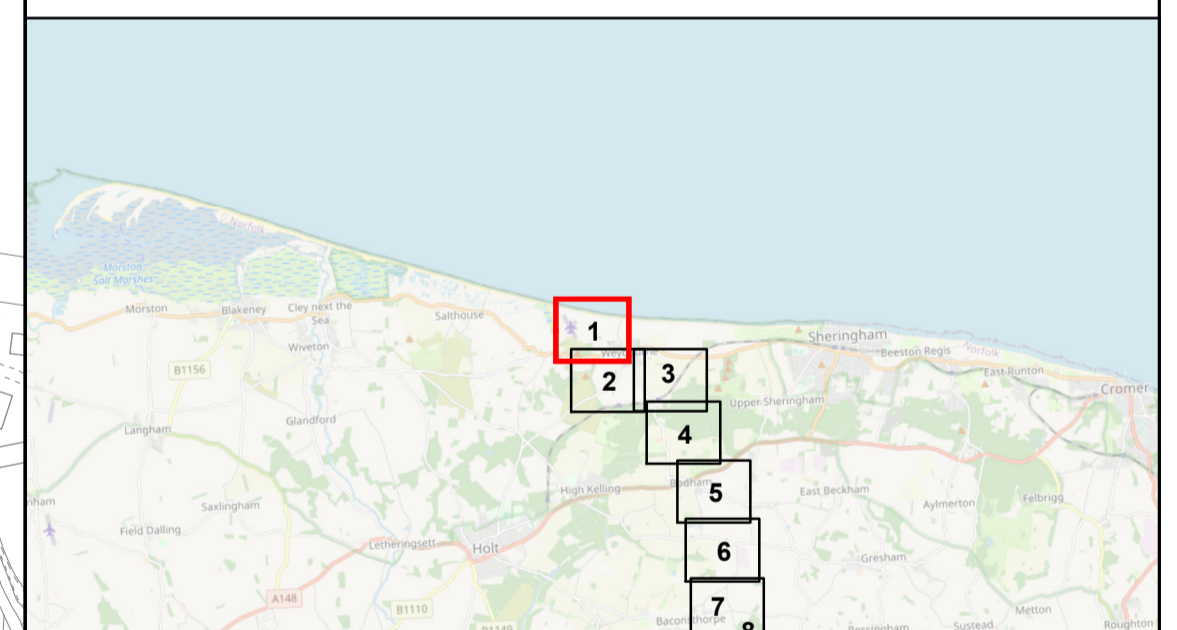 Norfolk
Morston
Salt Marshes
Morston
Blakeney
Cley next the
Sea
Salthouse
Wiveton
1
Sheringham
Beeston Regis
Norfolk
East Runton
Cromer
B1156
2
3
Upper Sheringham
Glandford
Langham
4
High Kelling
Bodham
5
East Beckham
Felbrigg
Aylmerton
Saxlingham
Field Dalling
Letheringsett
Holt
6
Gresham
A148
B1110
7
Metton
8
Sustead
Roughton